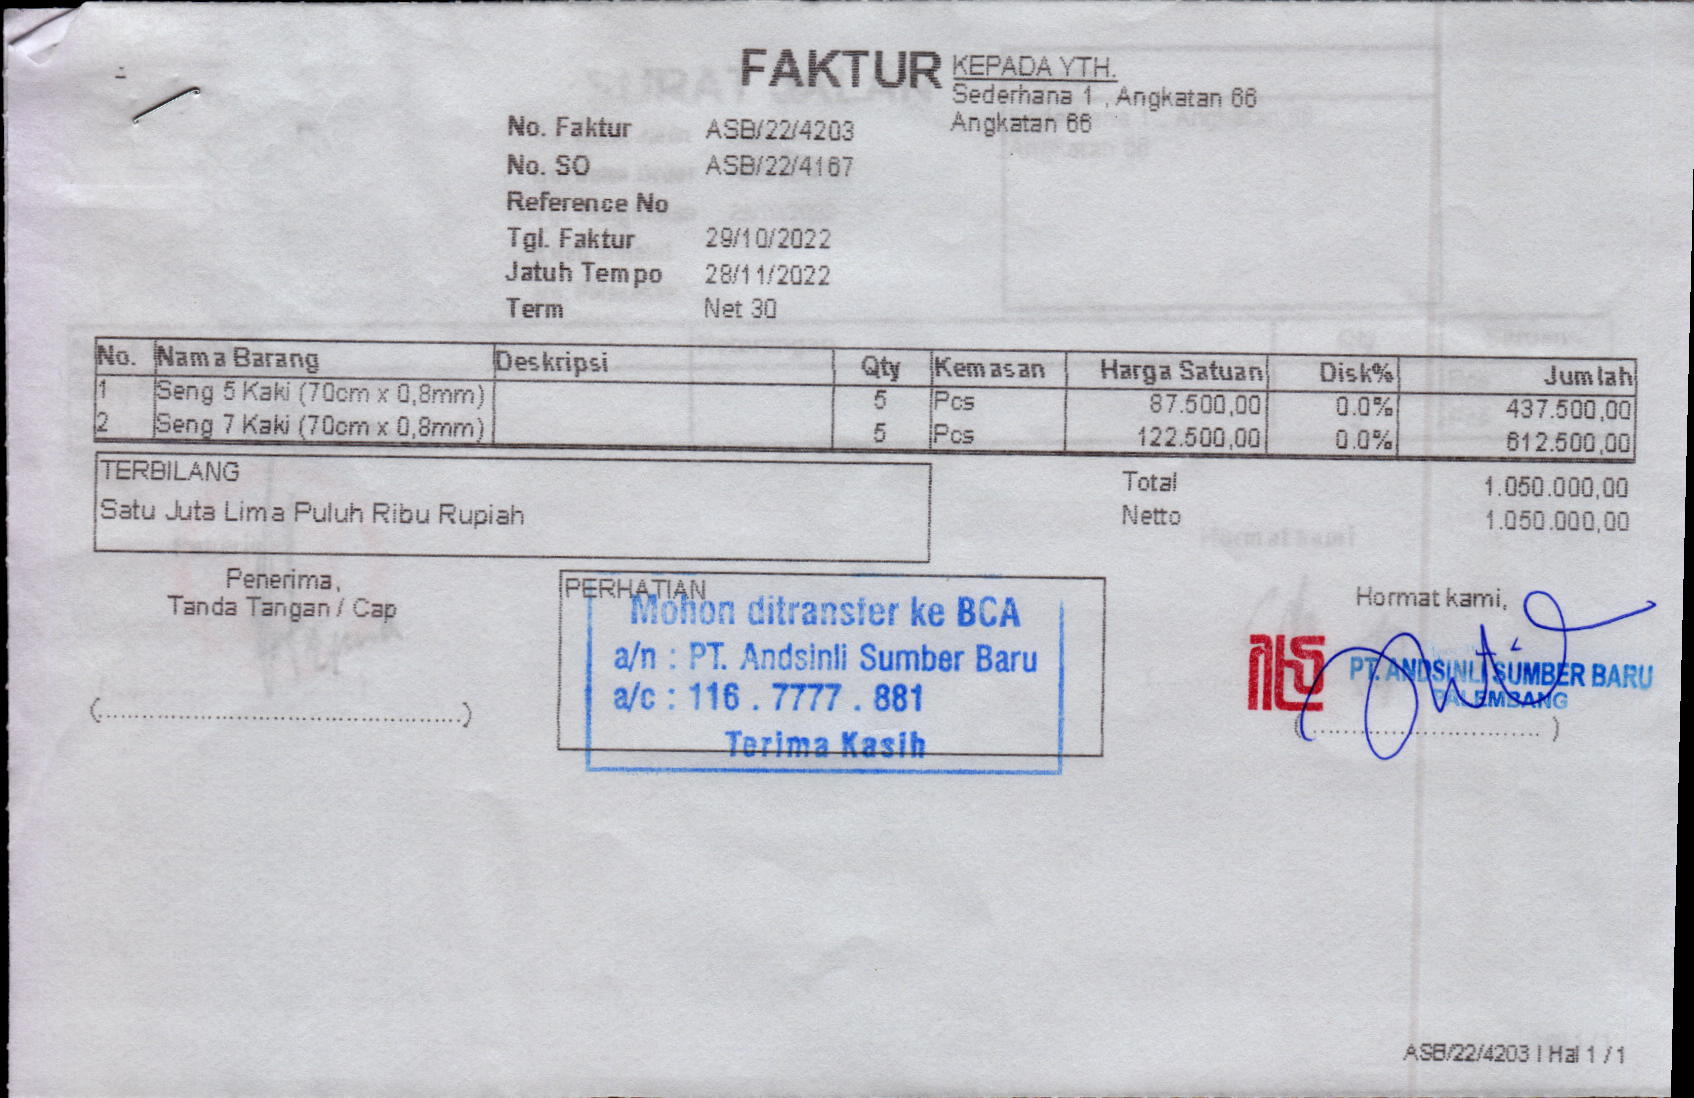 FAKTUR
KEPADA YTH.
Sederhana 1 , Angkatan 66
Angkatan 66
No. Faktur ASB/22/4203
No. SO ASB/22/4167
Reference No
Tgl. Faktur 29/10/2022
Jatuh Tempo 28/11/2022
Term Net 30
No. Nama Barang Deskripsi Qty Kemasan Harga Satuan Disk% Jumlah
1 Seng 5 Kaki (70cm x 0,8mm) 5 Pcs 87.500,00 0.0% 437.500,00
2 Seng 7 Kaki (70cm x 0,8mm) 5 Pcs 122.500,00 0.0% 612.500,00
TERBILANG
Satu Juta Lima Puluh Ribu Rupiah
Total 1.050.000,00
Netto 1.050.000,00
Penerima,
Tanda Tangan / Cap
(..............................................)
PERHATIAN
Mohon ditransfer ke BCA
a/n : PT. Andsinli Sumber Baru
a/c : 116 . 7777 . 881
Terima Kasih
Hormat kami,
PT. ANDSINLI SUMBER BARU
PALEMBANG
(..............................)
ASB/22/4203 | Hal 1 / 1